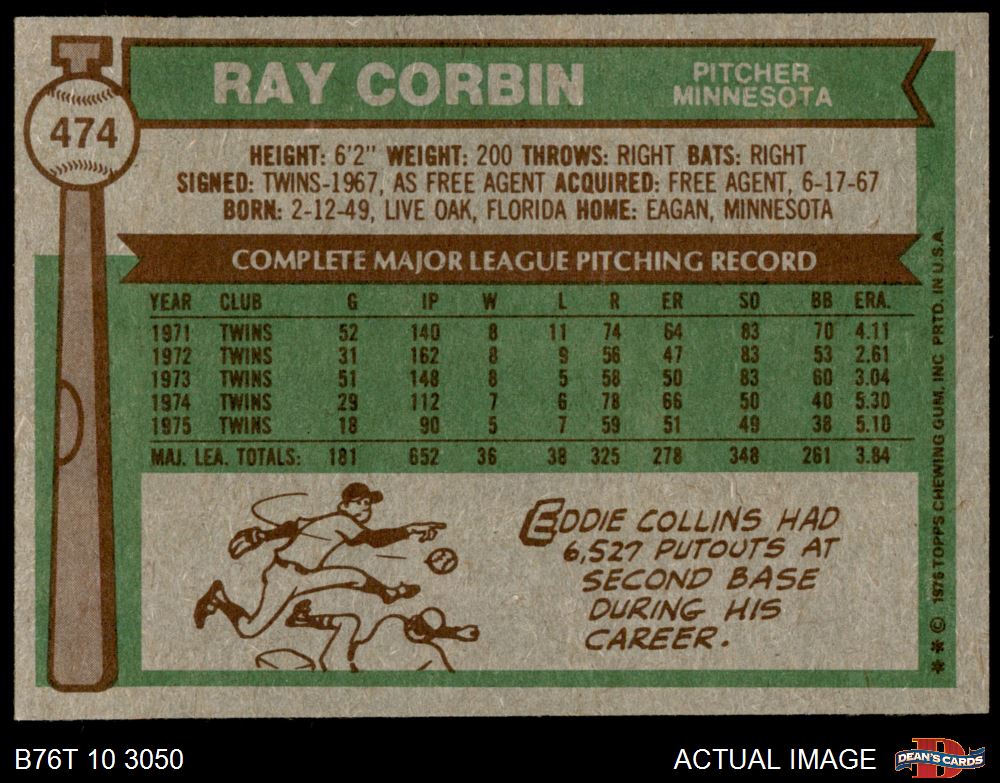 474
RAY CORBIN
PITCHER
MINNESOTA
HEIGHT: 6'2" WEIGHT: 200 THROWS: RIGHT BATS: RIGHT
SIGNED: TWINS-1967, AS FREE AGENT ACQUIRED: FREE AGENT, 6-17-67
BORN: 2-12-49, LIVE OAK, FLORIDA HOME: EAGAN, MINNESOTA
COMPLETE MAJOR LEAGUE PITCHING RECORD
YEAR CLUB G IP W L R ER SO BB ERA.
1971 TWINS 52 140 8 11 74 64 83 70 4.11
1972 TWINS 31 162 8 9 56 47 83 53 2.61
1973 TWINS 51 148 8 5 58 50 83 60 3.04
1974 TWINS 29 112 7 6 78 66 50 40 5.30
1975 TWINS 18 90 5 7 59 51 49 38 5.10
MAJ. LEA. TOTALS: 181 652 36 38 325 278 348 261 3.84
EDDIE COLLINS HAD
6,527 PUTOUTS AT
SECOND BASE
DURING HIS
CAREER.
** © 1976 TOPPS CHEWING GUM, INC PRTD. IN U.S.A.
B76T 10 3050
ACTUAL IMAGE
D
DEAN'S CARDS